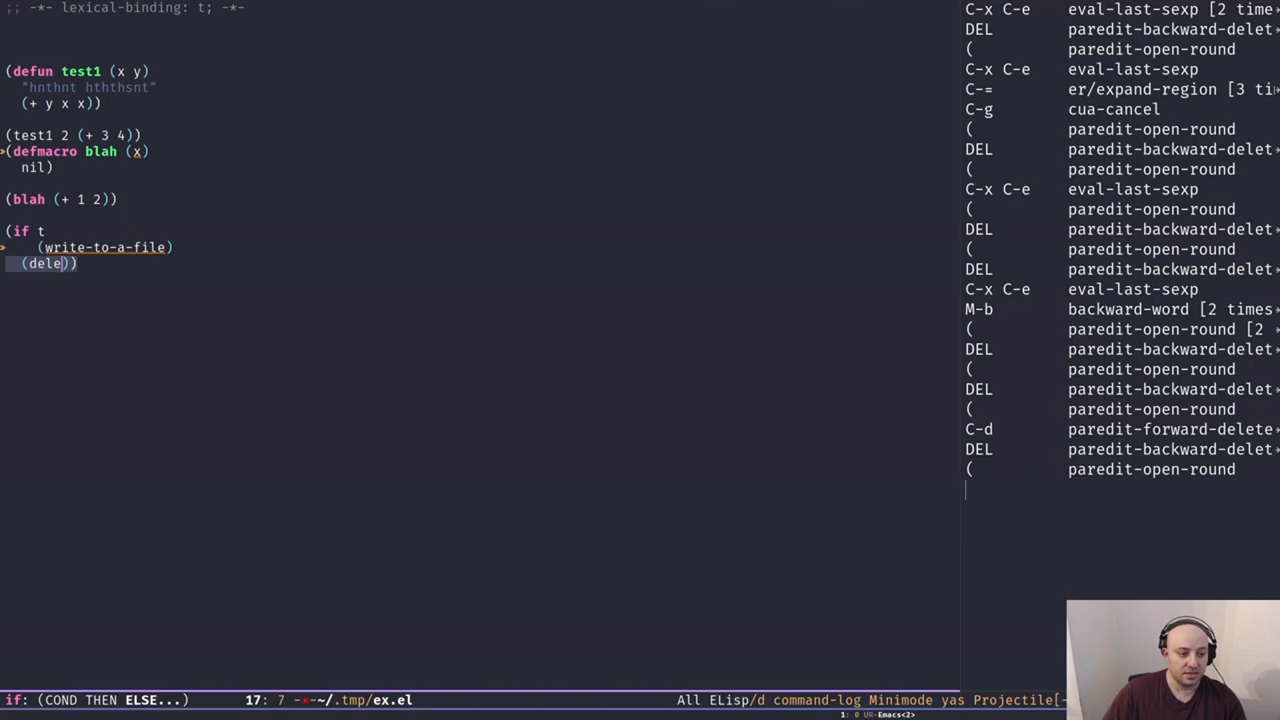 ;; -*- lexical-binding: t; -*-
(defun test1 (x y)
"hnthnt hththsnt"
(+ y x x))
(test1 2 (+ 3 4))
(defmacro blah (x)
nil)
(blah (+ 1 2))
(if t
(write-to-a-file)
(dele))
if: (COND THEN ELSE...) 17: 7 -*-~/.tmp/ex.el All ELisp/d command-log Minimode yas Projectile[-
1: 0 UR-Emacs<2>
C-x C-e eval-last-sexp [2 time
DEL paredit-backward-delet
( paredit-open-round
C-x C-e eval-last-sexp
C-= er/expand-region [3 ti
C-g cua-cancel
( paredit-open-round
DEL paredit-backward-delet
( paredit-open-round
C-x C-e eval-last-sexp
( paredit-open-round
DEL paredit-backward-delet
( paredit-open-round
DEL paredit-backward-delet
C-x C-e eval-last-sexp
M-b backward-word [2 times
( paredit-open-round [2
DEL paredit-backward-delet
( paredit-open-round
DEL paredit-backward-delet
( paredit-open-round
C-d paredit-forward-delete
DEL paredit-backward-delet
( paredit-open-round